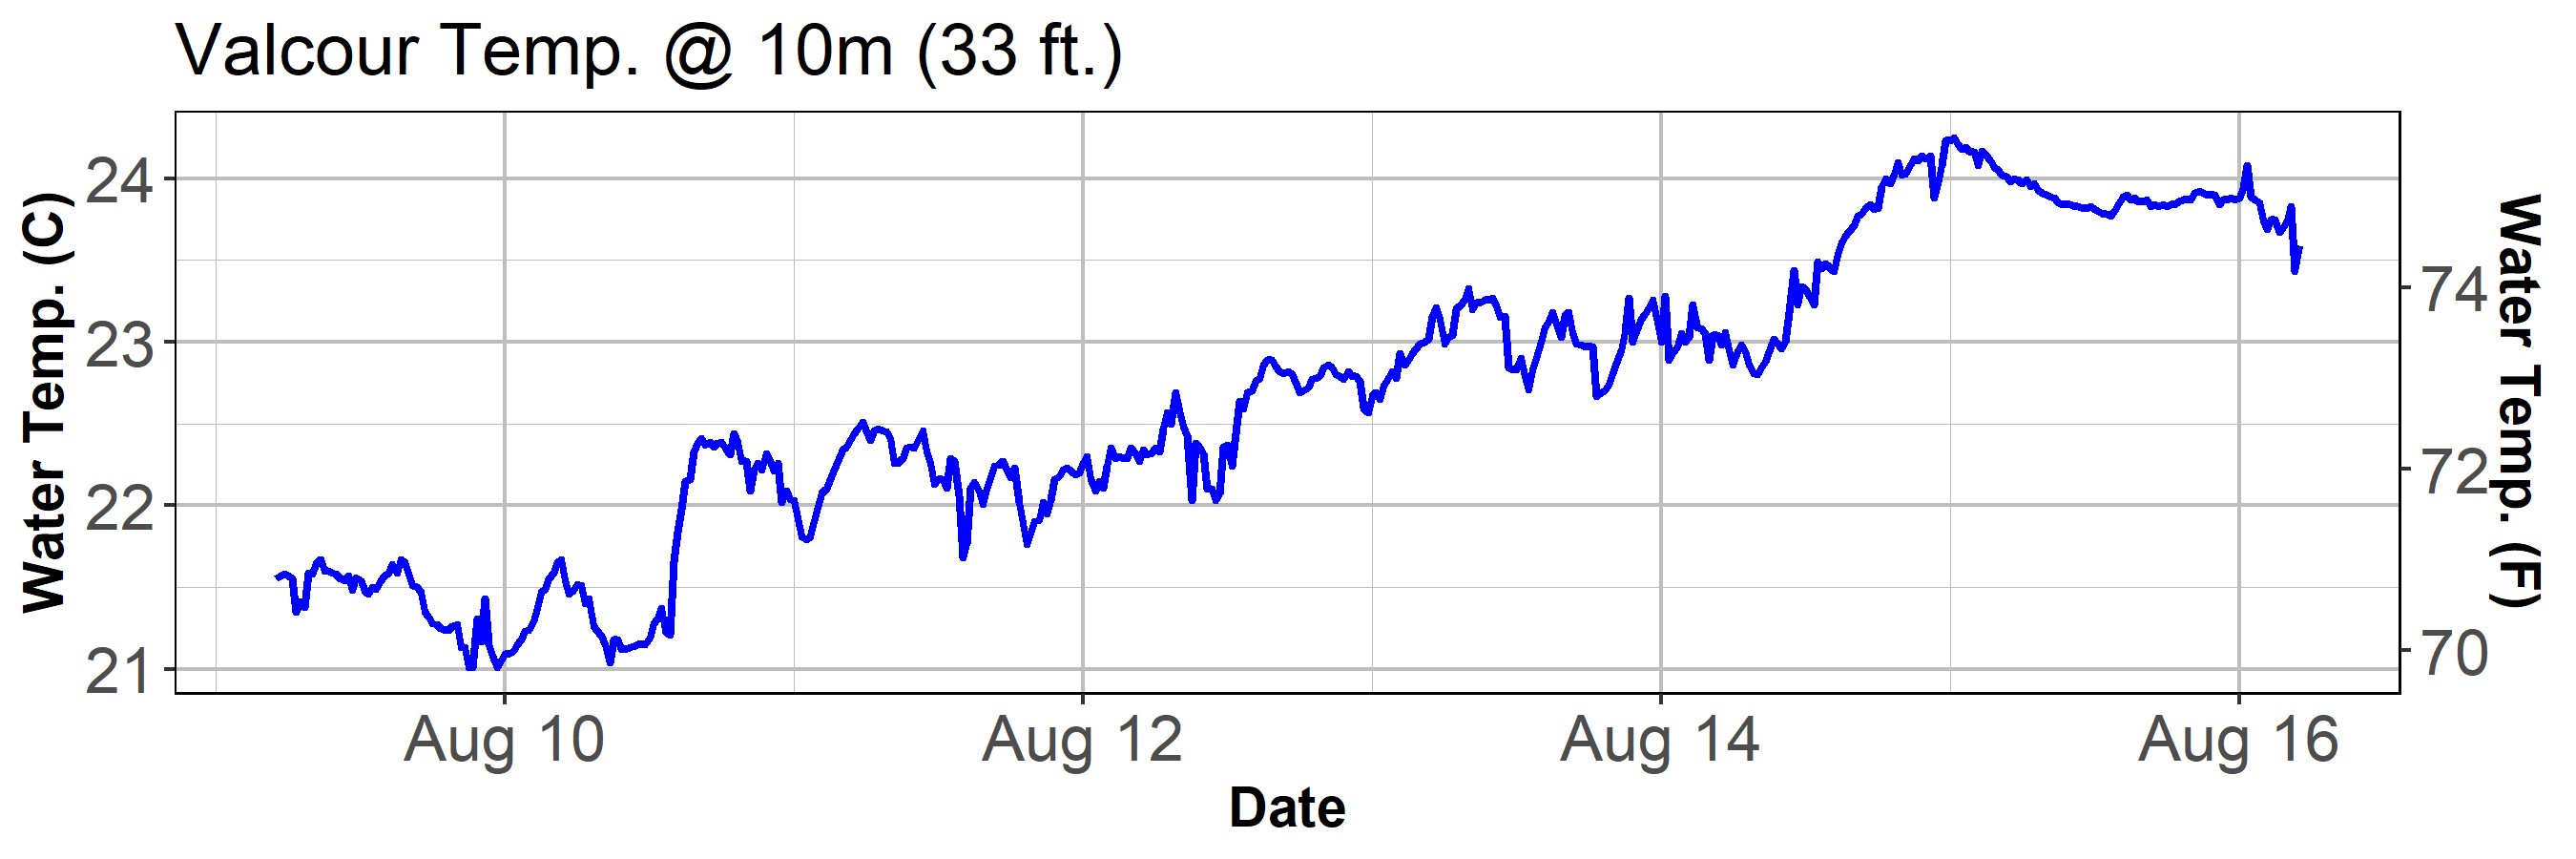 Valcour Temp. @ 10m (33 ft.)
Water Temp. (C)
24
23
22
21
74
72
70
Water Temp. (F)
Aug 10 Aug 12 Aug 14 Aug 16
Date